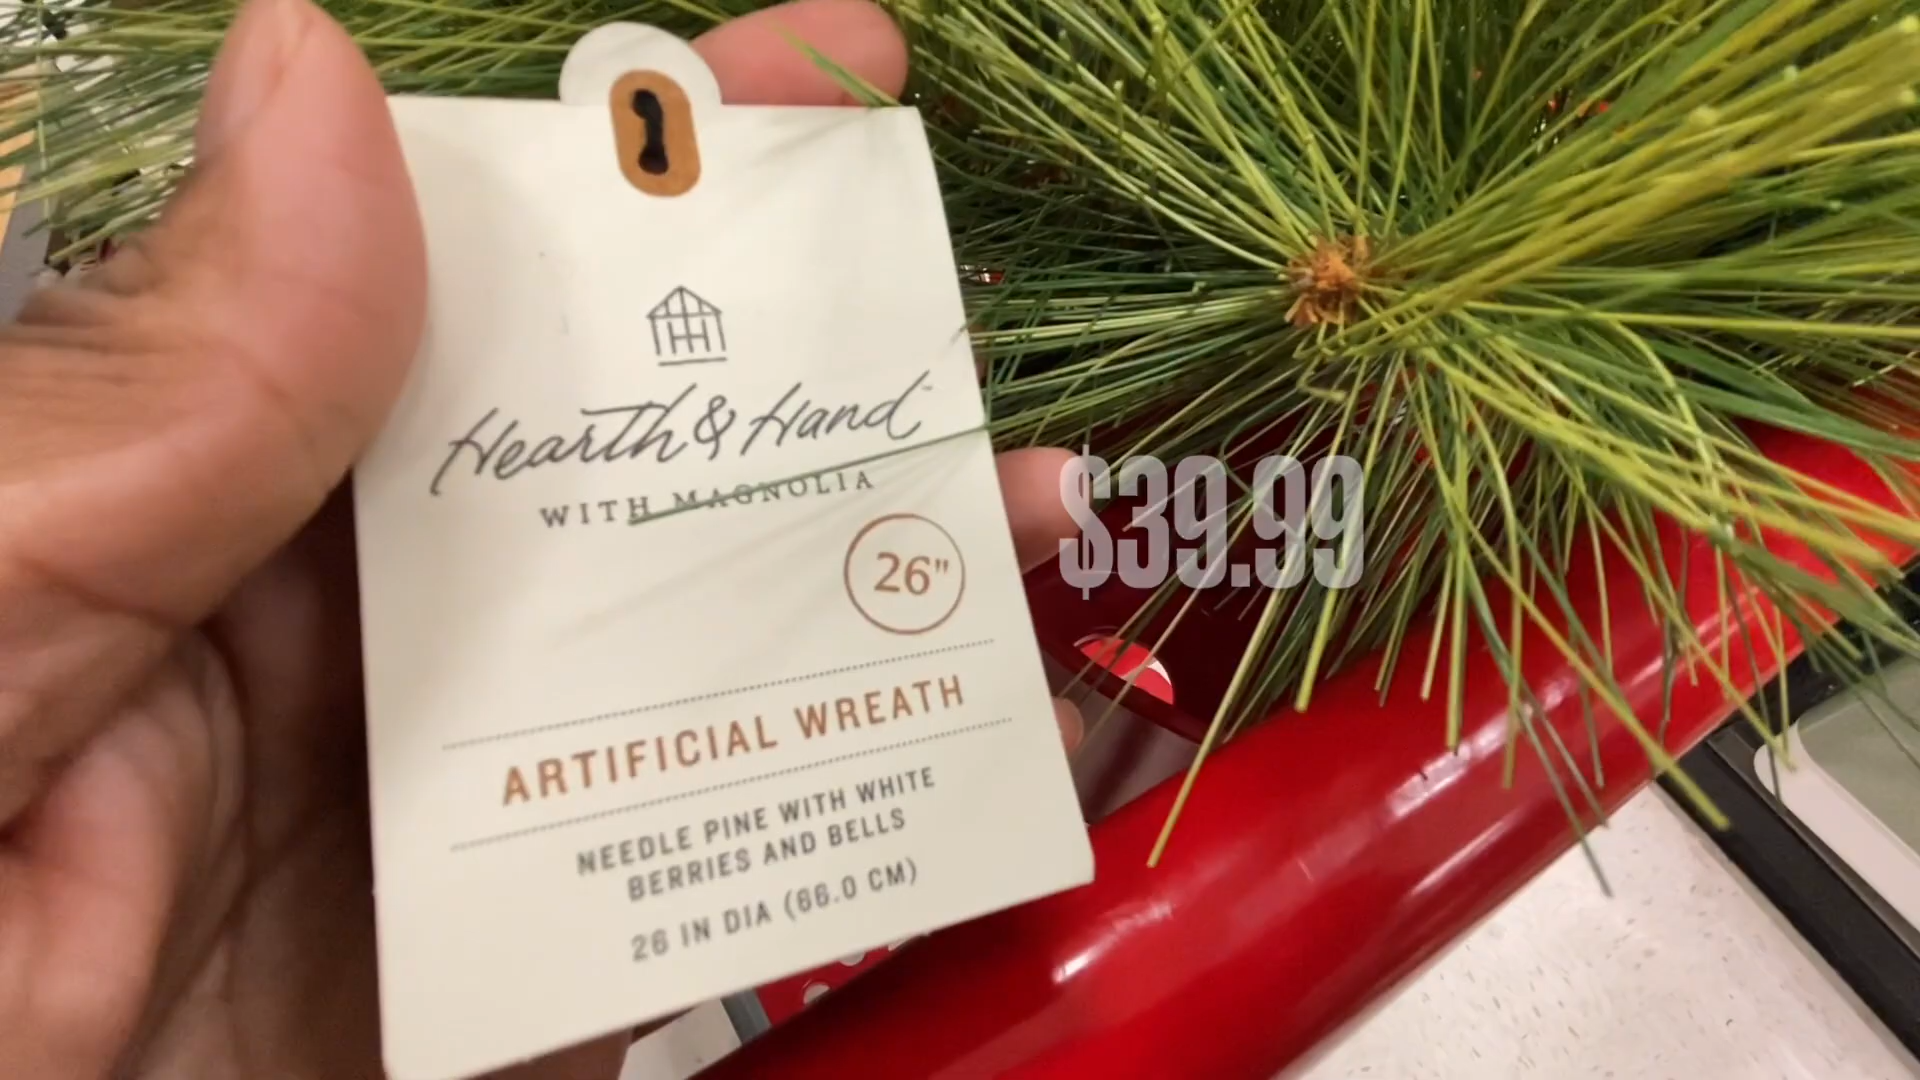 Hearth & Hand™
WITH MAGNOLIA
26"
$39.99
ARTIFICIAL WREATH
NEEDLE PINE WITH WHITE
BERRIES AND BELLS
26 IN DIA (66.0 CM)